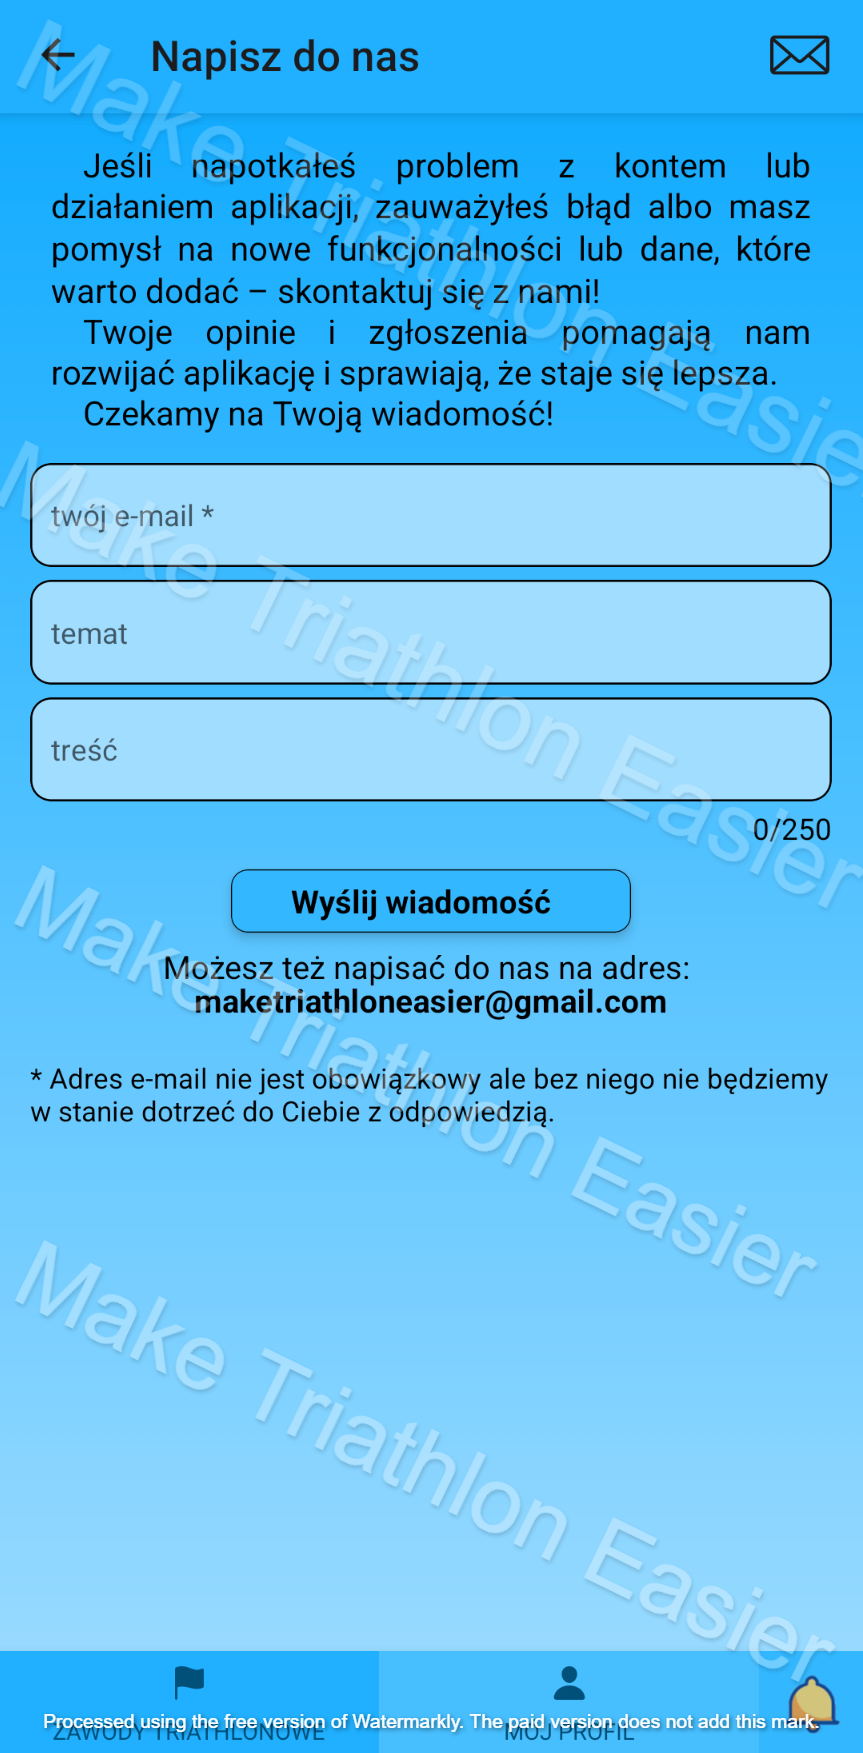 Napisz do nas
Jeśli napotkałeś problem z kontem lub
działaniem aplikacji, zauważyłeś błąd albo masz
pomysł na nowe funkcjonalności lub dane, które
warto dodać – skontaktuj się z nami!
Twoje opinie i zgłoszenia pomagają nam
rozwijać aplikację i sprawiają, że staje się lepsza.
Czekamy na Twoją wiadomość!
twój e-mail *
temat
treść
0/250
Wyślij wiadomość
Możesz też napisać do nas na adres:
maketriathloneasier@gmail.com
* Adres e-mail nie jest obowiązkowy ale bez niego nie będziemy
w stanie dotrzeć do Ciebie z odpowiedzią.
Make Triathlon Easier
Make Triathlon Easier
Make Triathlon Easier
Make Triathlon Easier
Processed using the free version of Watermarkly. The paid version does not add this mark.
ZAWODY TRIATHLONOWE
MÓJ PROFIL